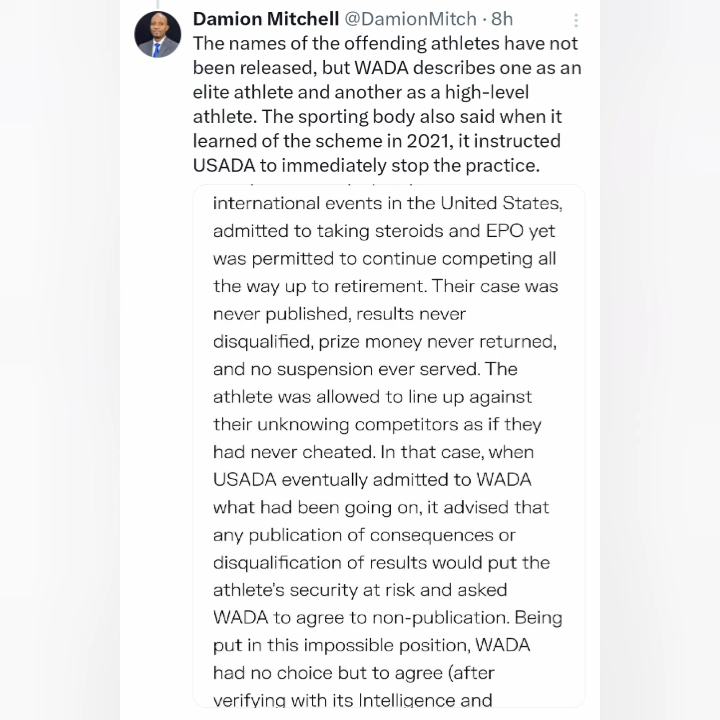 Damion Mitchell @DamionMitch · 8h
The names of the offending athletes have not
been released, but WADA describes one as an
elite athlete and another as a high-level
athlete. The sporting body also said when it
learned of the scheme in 2021, it instructed
USADA to immediately stop the practice.
international events in the United States,
admitted to taking steroids and EPO yet
was permitted to continue competing all
the way up to retirement. Their case was
never published, results never
disqualified, prize money never returned,
and no suspension ever served. The
athlete was allowed to line up against
their unknowing competitors as if they
had never cheated. In that case, when
USADA eventually admitted to WADA
what had been going on, it advised that
any publication of consequences or
disqualification of results would put the
athlete's security at risk and asked
WADA to agree to non-publication. Being
put in this impossible position, WADA
had no choice but to agree (after
verifying with its Intelligence and